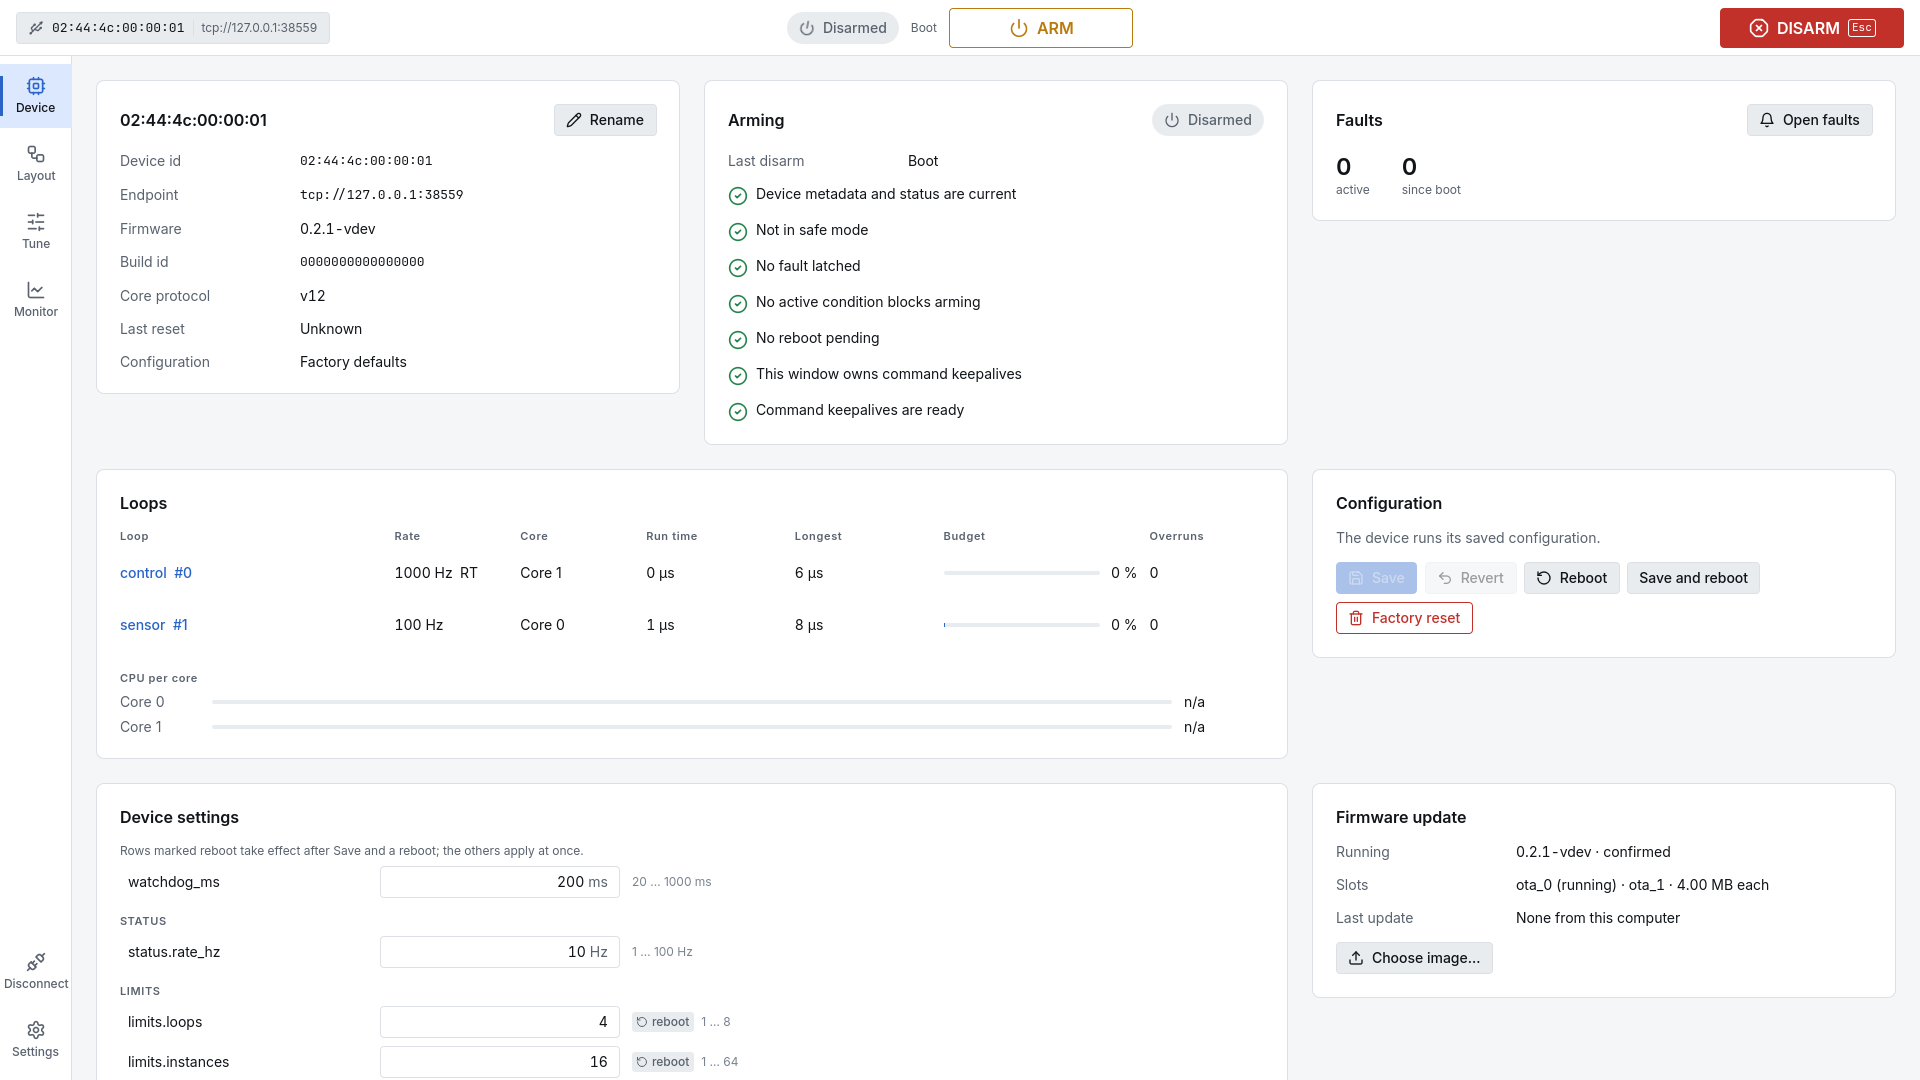 02:44:4c:00:00:01 tcp://127.0.0.1:38559 Disarmed Boot ARM DISARM Esc
Device
Layout
Tune
Monitor
Disconnect
Settings
02:44:4c:00:00:01 Rename
Device id 02:44:4c:00:00:01
Endpoint tcp://127.0.0.1:38559
Firmware 0.2.1-vdev
Build id 0000000000000000
Core protocol v12
Last reset Unknown
Configuration Factory defaults
Arming Disarmed
Last disarm Boot
Device metadata and status are current
Not in safe mode
No fault latched
No active condition blocks arming
No reboot pending
This window owns command keepalives
Command keepalives are ready
Faults Open faults
0 0
active since boot
Loops
Loop Rate Core Run time Longest Budget Overruns
control #0 1000 Hz RT Core 1 0 µs 6 µs 0 % 0
sensor #1 100 Hz Core 0 1 µs 8 µs 0 % 0
CPU per core
Core 0 n/a
Core 1 n/a
Configuration
The device runs its saved configuration.
Save Revert Reboot Save and reboot
Factory reset
Device settings
Rows marked reboot take effect after Save and a reboot; the others apply at once.
watchdog_ms 200 ms 20 … 1000 ms
STATUS
status.rate_hz 10 Hz 1 … 100 Hz
LIMITS
limits.loops 4 reboot 1 … 8
limits.instances 16 reboot 1 … 64
Firmware update
Running 0.2.1-vdev · confirmed
Slots ota_0 (running) · ota_1 · 4.00 MB each
Last update None from this computer
Choose image…